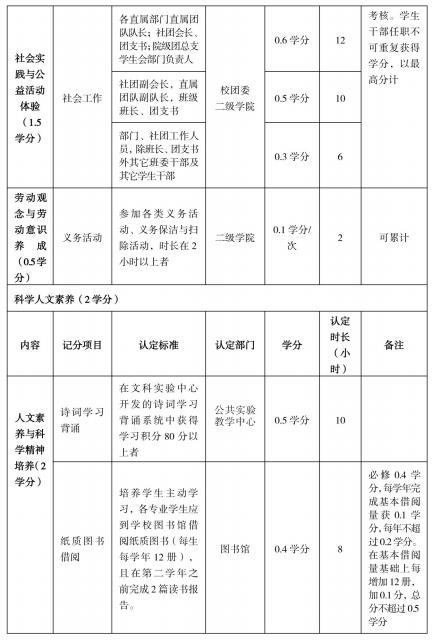 社会实
践与公
益活动
体验
（1.5
学分）
社会工作
各直属部门直属团
队队长；社团会长、
团支书；院级团总支
学生会部门负责人
0.6 学分
12
社团副会长，直属
团队副队长，班级
班长、团支书
0.5 学分
10
部门、社团工作人
员，除班长、团支书
外其它班委干部及
其它学生干部
0.3 学分
6
校团委
二级学院
考核。学生
干部任职不
可重复获得
学分，以最
高分计
劳动观
念与劳
动意识
养 成
（0.5学
分）
义务活动
参加各类义务活
动、义务保洁与扫
除活动，时长在 2
小时以上者
二级学院
0.1 学分/
次
2
可累计
科学人文素养（2 学分）
内容
记分项目
认定标准
认定部门
学分
认定
时长
（小
时）
备注
人文素
养与科
学精神
培养（2
学分）
诗词学习
背诵
在文科实验中心
开发的诗词学习
背诵系统中获得
学习积分 80 分以
上者
公共实验
教学中心
0.5 学分
10
纸质图书
借阅
培养学生主动学
习，各专业学生应
到学校图书馆借
阅纸质图书（每生
每学年 12 册），
且在第二学年之
前完成 2 篇读书报
告。
图书馆
0.4 学分
8
必修 0.4 学
分，每学年完
成基本借阅
量获 0.1 学
分，每年不超
过0.2学分。
在基本借阅
量基础上每
增加 12 册，
加0.1分，总
分不超过0.5
学分